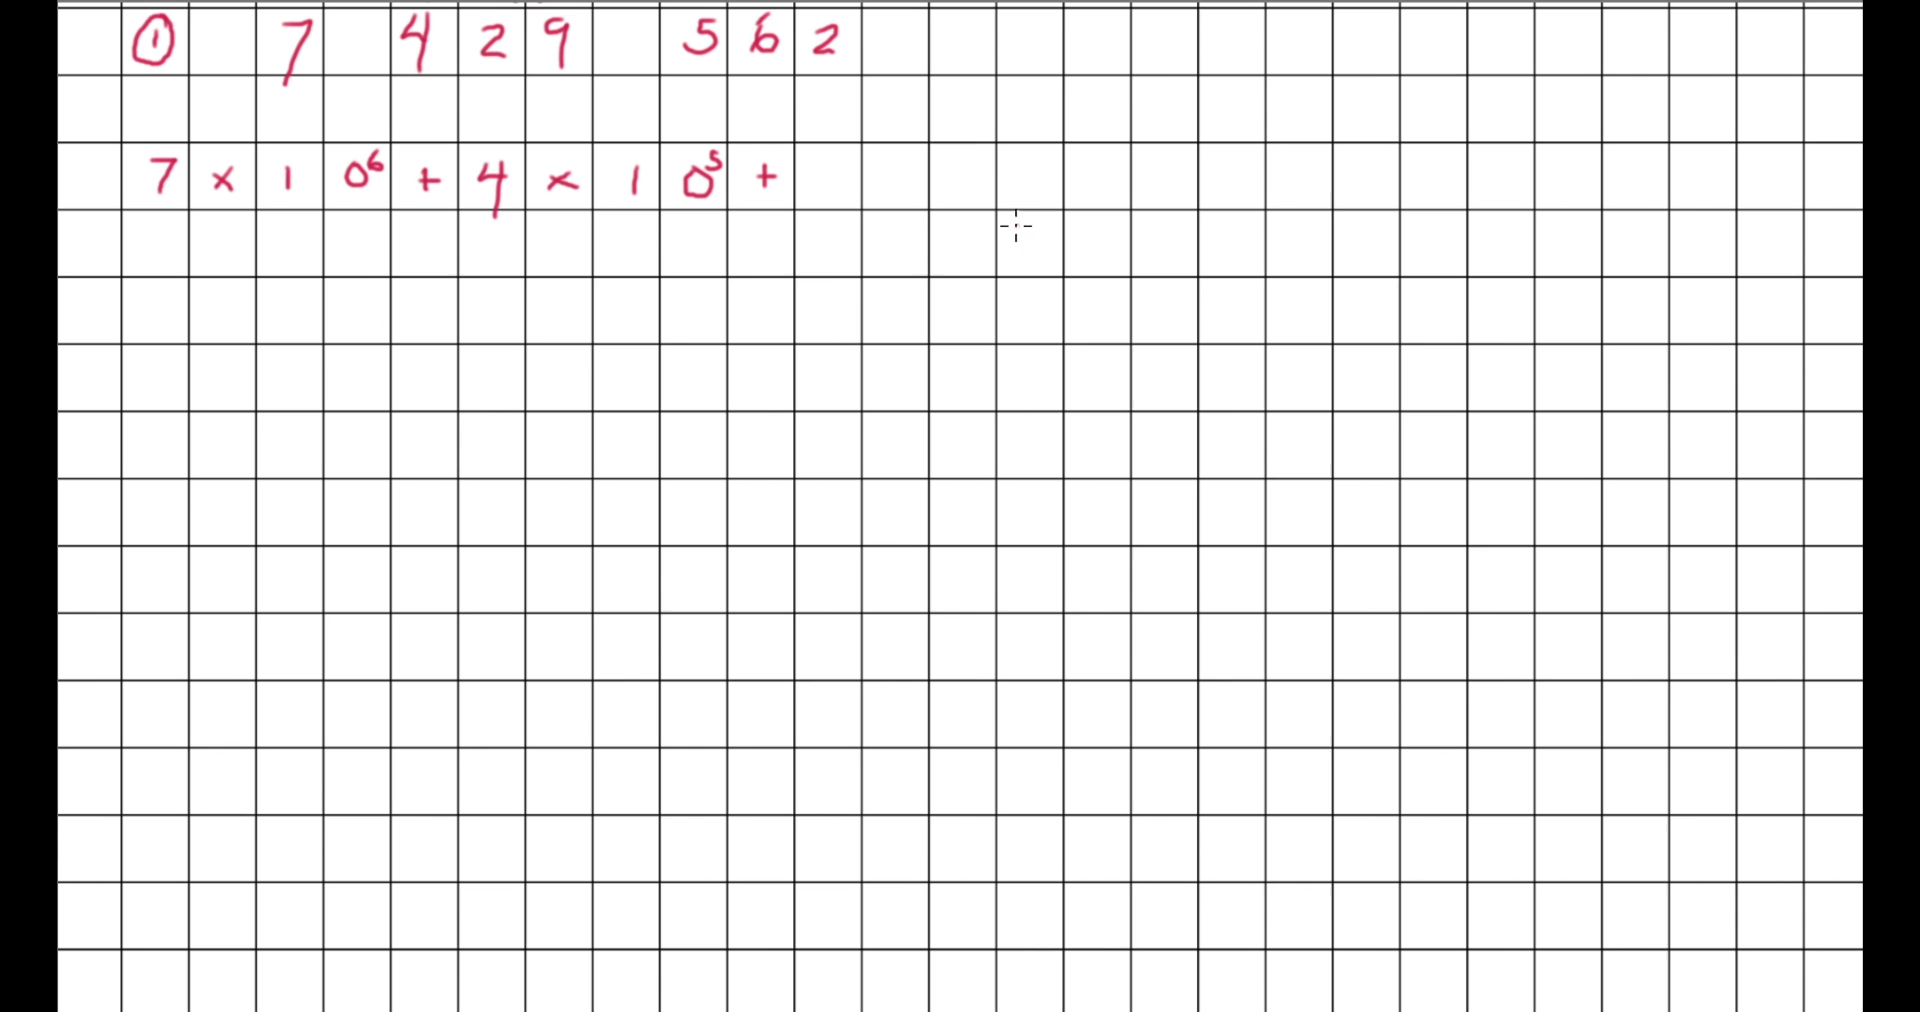 ① 7 429 562
7 × 10⁶ + 4 × 10⁵ +